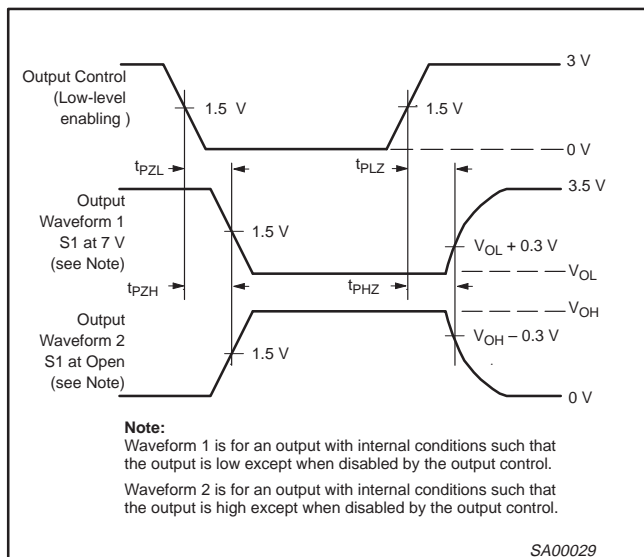 3 V
Output Control
(Low-level
enabling )
1.5 V
1.5 V
0 V
tPZL
tPLZ
3.5 V
Output
Waveform 1
S1 at 7 V
(see Note)
1.5 V
VOL + 0.3 V
VOL
tPZH
tPHZ
VOH
Output
Waveform 2
S1 at Open
(see Note)
1.5 V
VOH – 0.3 V
0 V
Note:
Waveform 1 is for an output with internal conditions such that
the output is low except when disabled by the output control.
Waveform 2 is for an output with internal conditions such that
the output is high except when disabled by the output control.
SA00029